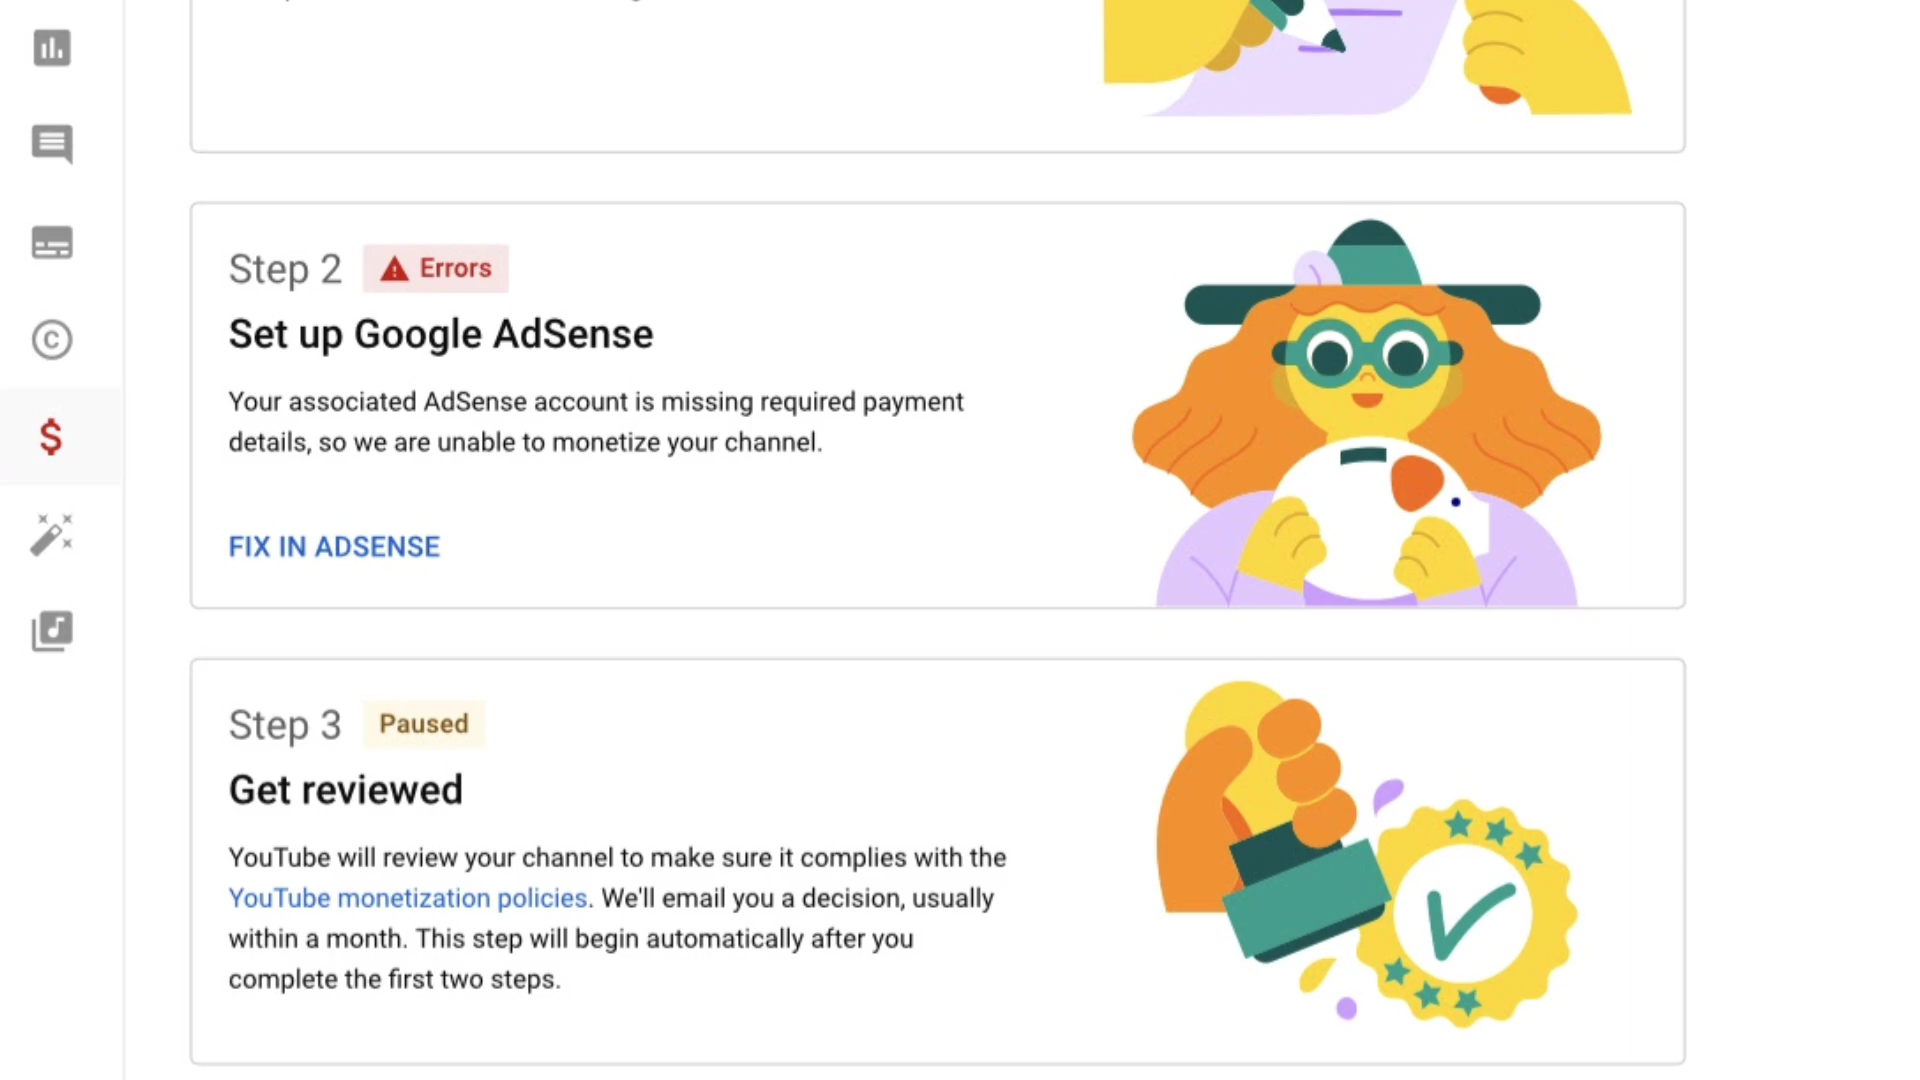 Step 2 Errors
Set up Google AdSense
Your associated AdSense account is missing required payment
details, so we are unable to monetize your channel.
FIX IN ADSENSE
Step 3 Paused
Get reviewed
YouTube will review your channel to make sure it complies with the
YouTube monetization policies. We'll email you a decision, usually
within a month. This step will begin automatically after you
complete the first two steps.